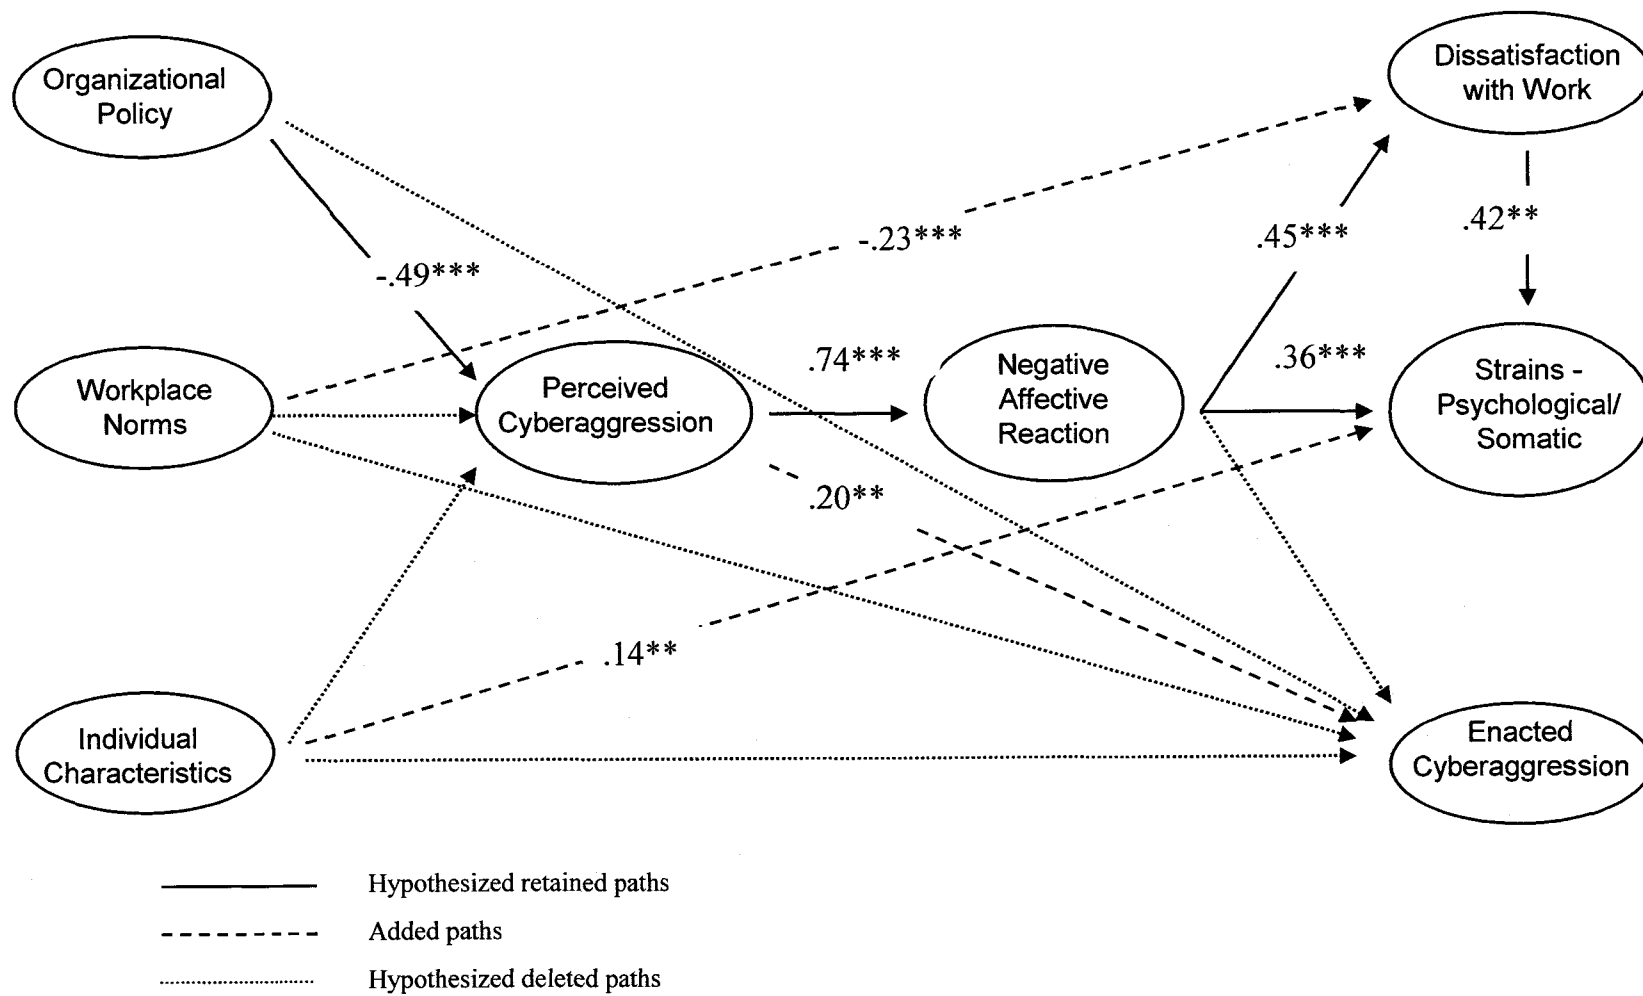 Organizational
Policy
Dissatisfaction
with Work
-.49***
-.23***
.45***
.42**
Workplace
Norms
Perceived
Cyberaggression
.74***
Negative
Affective
Reaction
.36***
Strains -
Psychological/
Somatic
.20**
.14**
Individual
Characteristics
Enacted
Cyberaggression
Hypothesized retained paths
Added paths
Hypothesized deleted paths